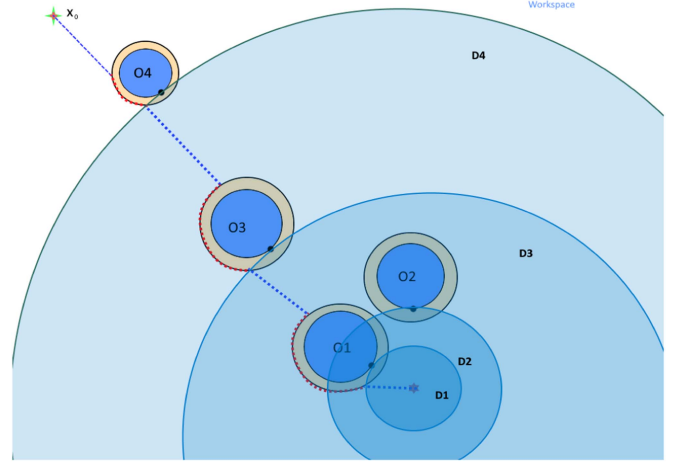 Workspace
X₀
D4
O4
O3
D3
O2
O1
D2
D1